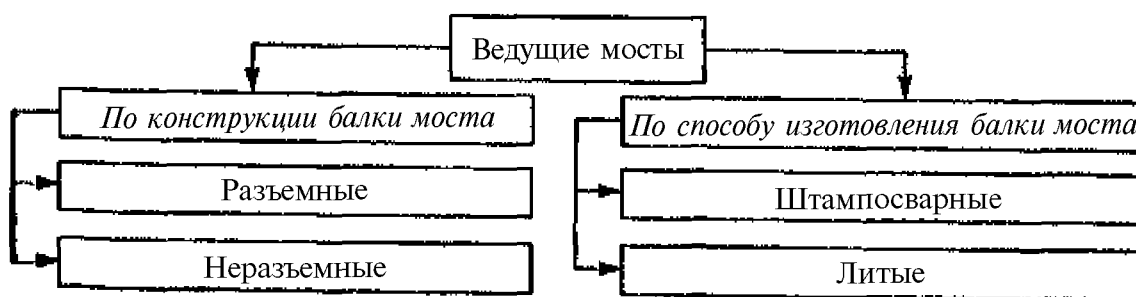 Ведущие мосты
По конструкции балки моста
Разъемные
Неразъемные
По способу изготовления балки моста
Штампосварные
Литые